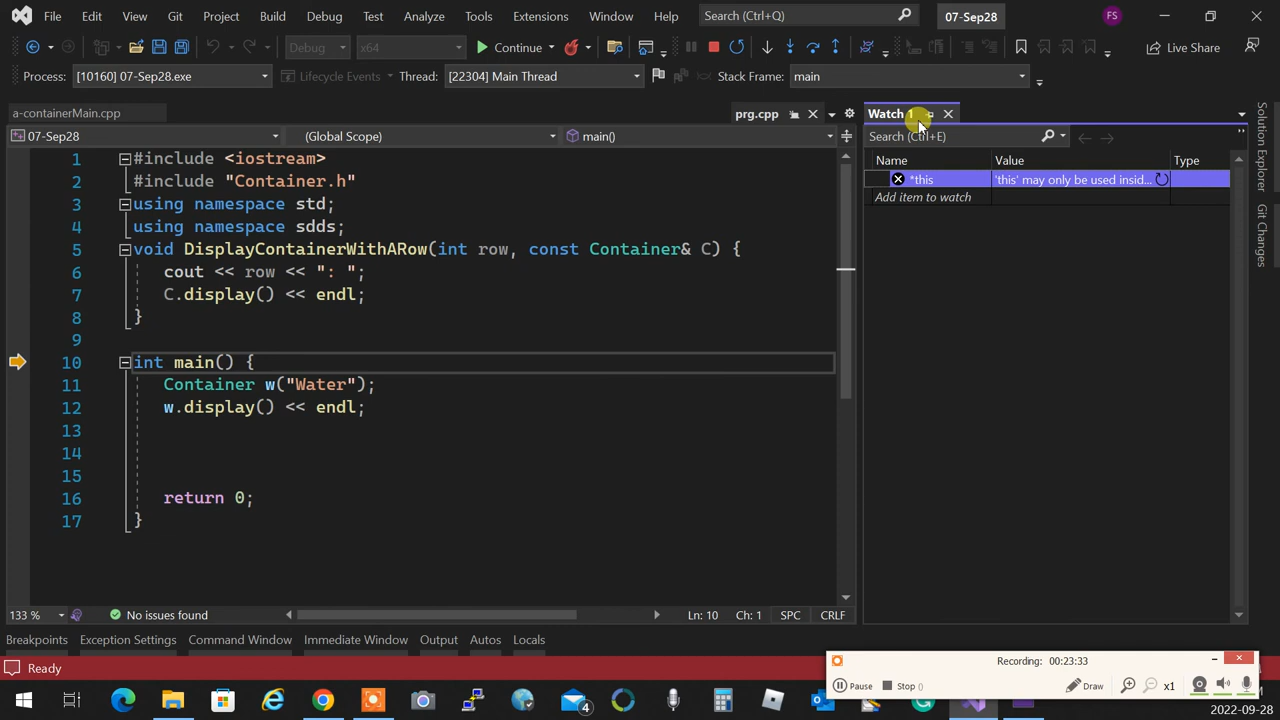 File Edit View Git Project Build Debug Test Analyze Tools Extensions Window Help Search (Ctrl+Q) 07-Sep28 FS
Debug x64 Continue Live Share
Process: [10160] 07-Sep28.exe Lifecycle Events Thread: [22304] Main Thread Stack Frame: main
a-containerMain.cpp prg.cpp Watch 1
07-Sep28 (Global Scope) main() Search (Ctrl+E)
Name Value Type
*this 'this' may only be used insid...
Add item to watch
1 #include <iostream>
2 #include "Container.h"
3 using namespace std;
4 using namespace sdds;
5 void DisplayContainerWithARow(int row, const Container& C) {
6 cout << row << ": ";
7 C.display() << endl;
8 }
9
10 int main() {
11 Container w("Water");
12 w.display() << endl;
13
14
15
16 return 0;
17 }
Solution Explorer
Git Changes
133 % No issues found Ln: 10 Ch: 1 SPC CRLF
Breakpoints Exception Settings Command Window Immediate Window Output Autos Locals
Ready
Recording: 00:23:33
Pause Stop () Draw x1
4
2022-09-28